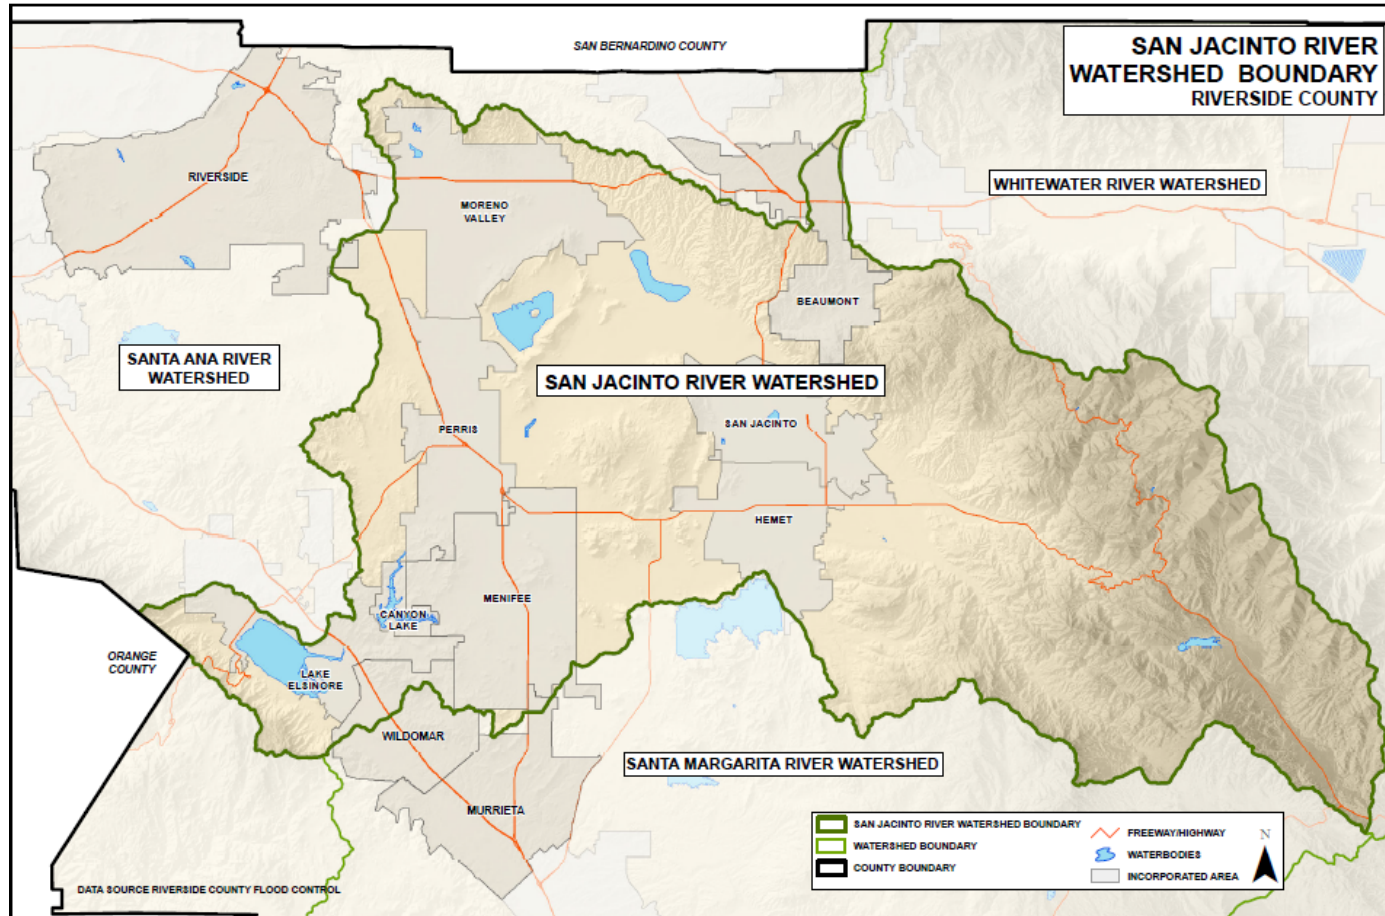 SAN BERNARDINO COUNTY
SAN JACINTO RIVER
WATERSHED BOUNDARY
RIVERSIDE COUNTY
RIVERSIDE
WHITEWATER RIVER WATERSHED
MORENO
VALLEY
BEAUMONT
SANTA ANA RIVER
WATERSHED
SAN JACINTO RIVER WATERSHED
PERRIS
SAN JACINTO
HEMET
MENIFEE
CANYON
LAKE
ORANGE
COUNTY
LAKE
ELSINORE
WILDOMAR
SANTA MARGARITA RIVER WATERSHED
MURRIETA
SAN JACINTO RIVER WATERSHED BOUNDARY
WATERSHED BOUNDARY
COUNTY BOUNDARY
FREEWAY/HIGHWAY
WATERBODIES
INCORPORATED AREA
N
DATA SOURCE RIVERSIDE COUNTY FLOOD CONTROL